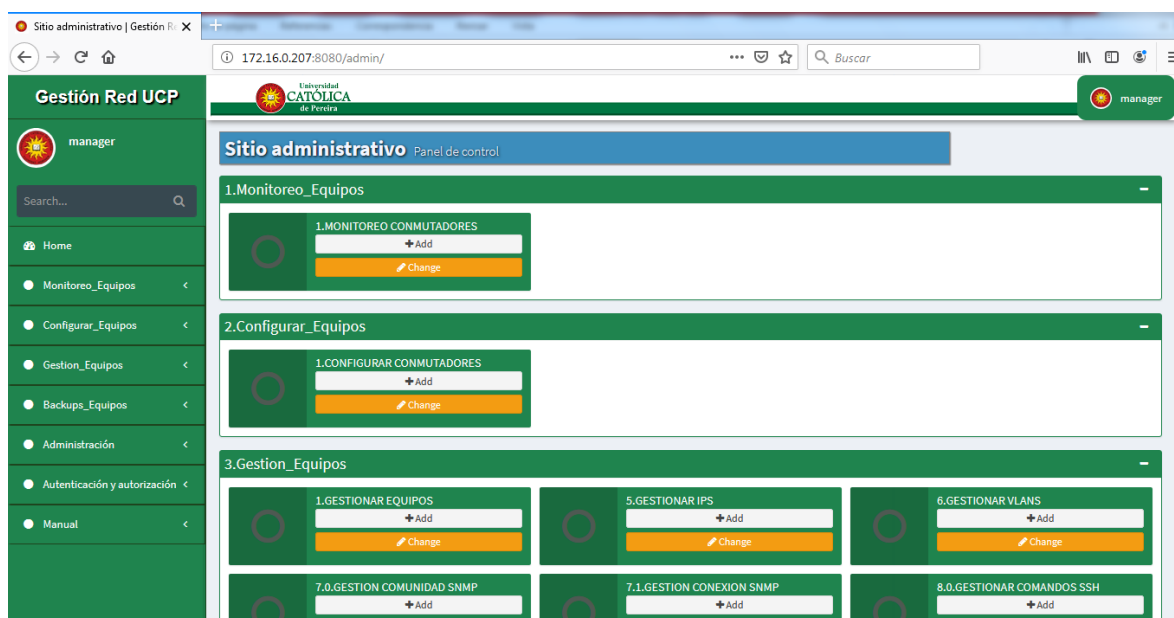 Sitio administrativo | Gestión R
172.16.0.207:8080/admin/
Buscar
Gestión Red UCP
Universidad
CATÓLICA
de Pereira
manager
manager
Search...
Home
Monitoreo_Equipos
Configurar_Equipos
Gestion_Equipos
Backups_Equipos
Administración
Autenticación y autorización
Manual
Sitio administrativo Panel de control
1.Monitoreo_Equipos
1.MONITOREO CONMUTADORES
+Add
Change
2.Configurar_Equipos
1.CONFIGURAR CONMUTADORES
+Add
Change
3.Gestion_Equipos
1.GESTIONAR EQUIPOS
+Add
Change
5.GESTIONAR IPS
+Add
Change
6.GESTIONAR VLANS
+Add
Change
7.0.GESTION COMUNIDAD SNMP
+Add
7.1.GESTION CONEXION SNMP
+Add
8.0.GESTIONAR COMANDOS SSH
+Add